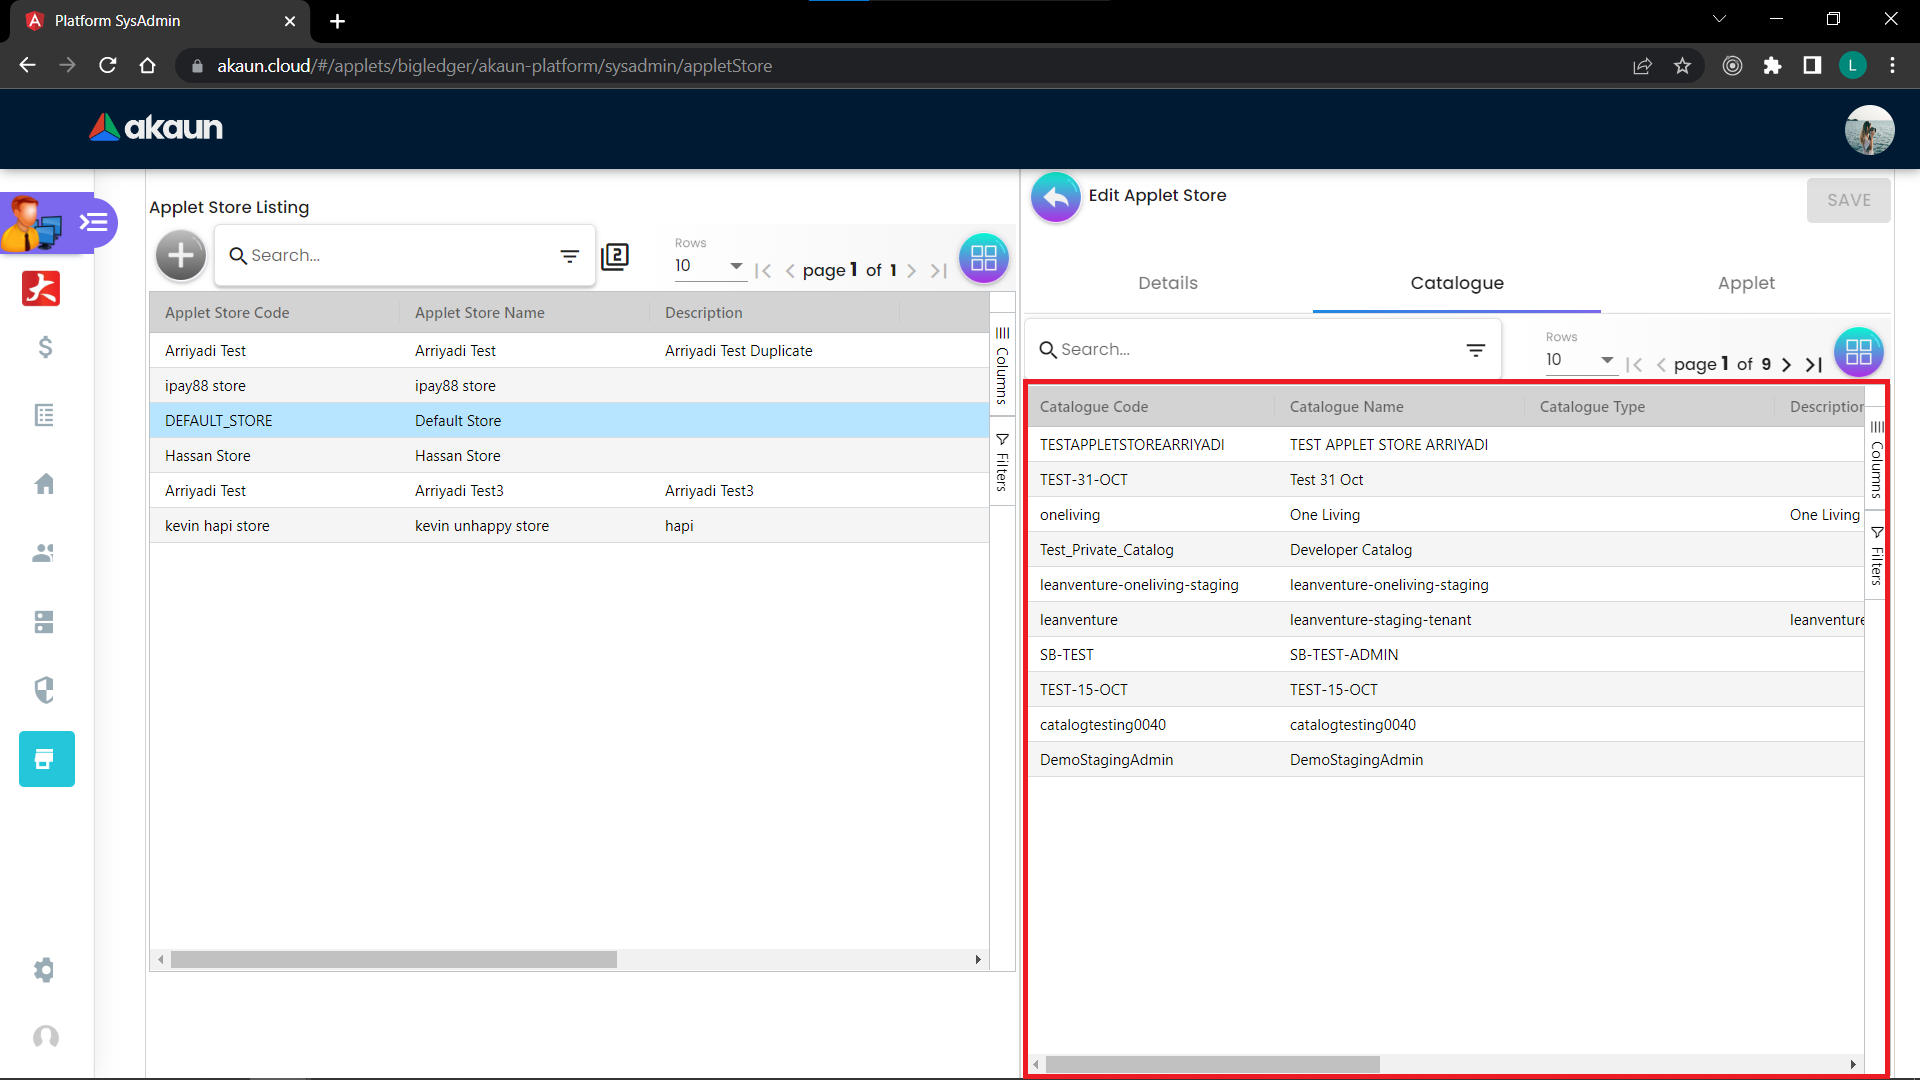 Platform SysAdmin
akaun.cloud/#/applets/bigledger/akaun-platform/sysadmin/appletStore
L
akaun
Applet Store Listing
Search...
2
Rows
10
page 1 of 1
Applet Store Code Applet Store Name Description
Arriyadi Test Arriyadi Test Arriyadi Test Duplicate
ipay88 store ipay88 store
DEFAULT_STORE Default Store
Hassan Store Hassan Store
Arriyadi Test Arriyadi Test3 Arriyadi Test3
kevin hapi store kevin unhappy store hapi
Columns
Filters
Edit Applet Store
SAVE
Details Catalogue Applet
Search...
Rows
10
page 1 of 9
Catalogue Code Catalogue Name Catalogue Type Description
TESTAPPLETSTOREARRIYADI TEST APPLET STORE ARRIYADI
TEST-31-OCT Test 31 Oct
oneliving One Living One Living
Test_Private_Catalog Developer Catalog
leanventure-oneliving-staging leanventure-oneliving-staging
leanventure leanventure-staging-tenant leanventure
SB-TEST SB-TEST-ADMIN
TEST-15-OCT TEST-15-OCT
catalogtesting0040 catalogtesting0040
DemoStagingAdmin DemoStagingAdmin
Columns
Filters